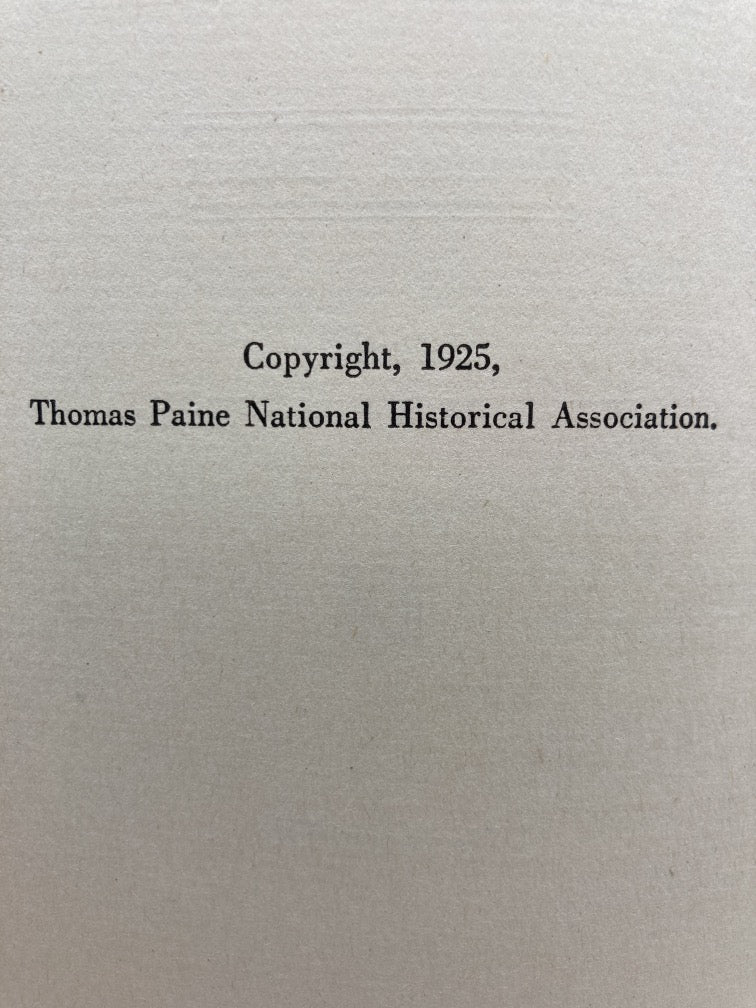 Copyright, 1925,
Thomas Paine National Historical Association.